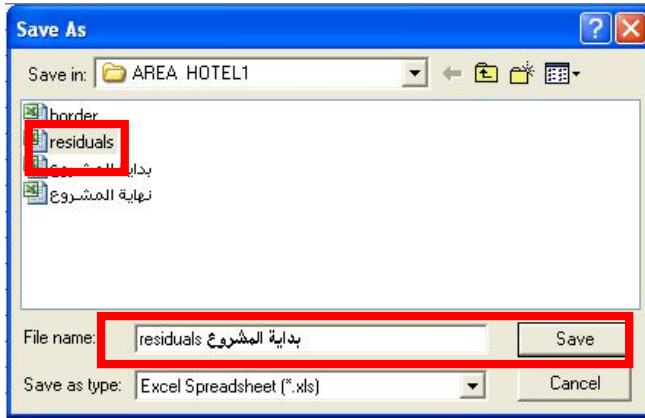 Save As
Save in: AREA HOTEL1
border
residuals
بداية المشروع
نهاية المشروع
File name: residuals بداية المشروع Save
Save as type: Excel Spreadsheet (*.xls) Cancel